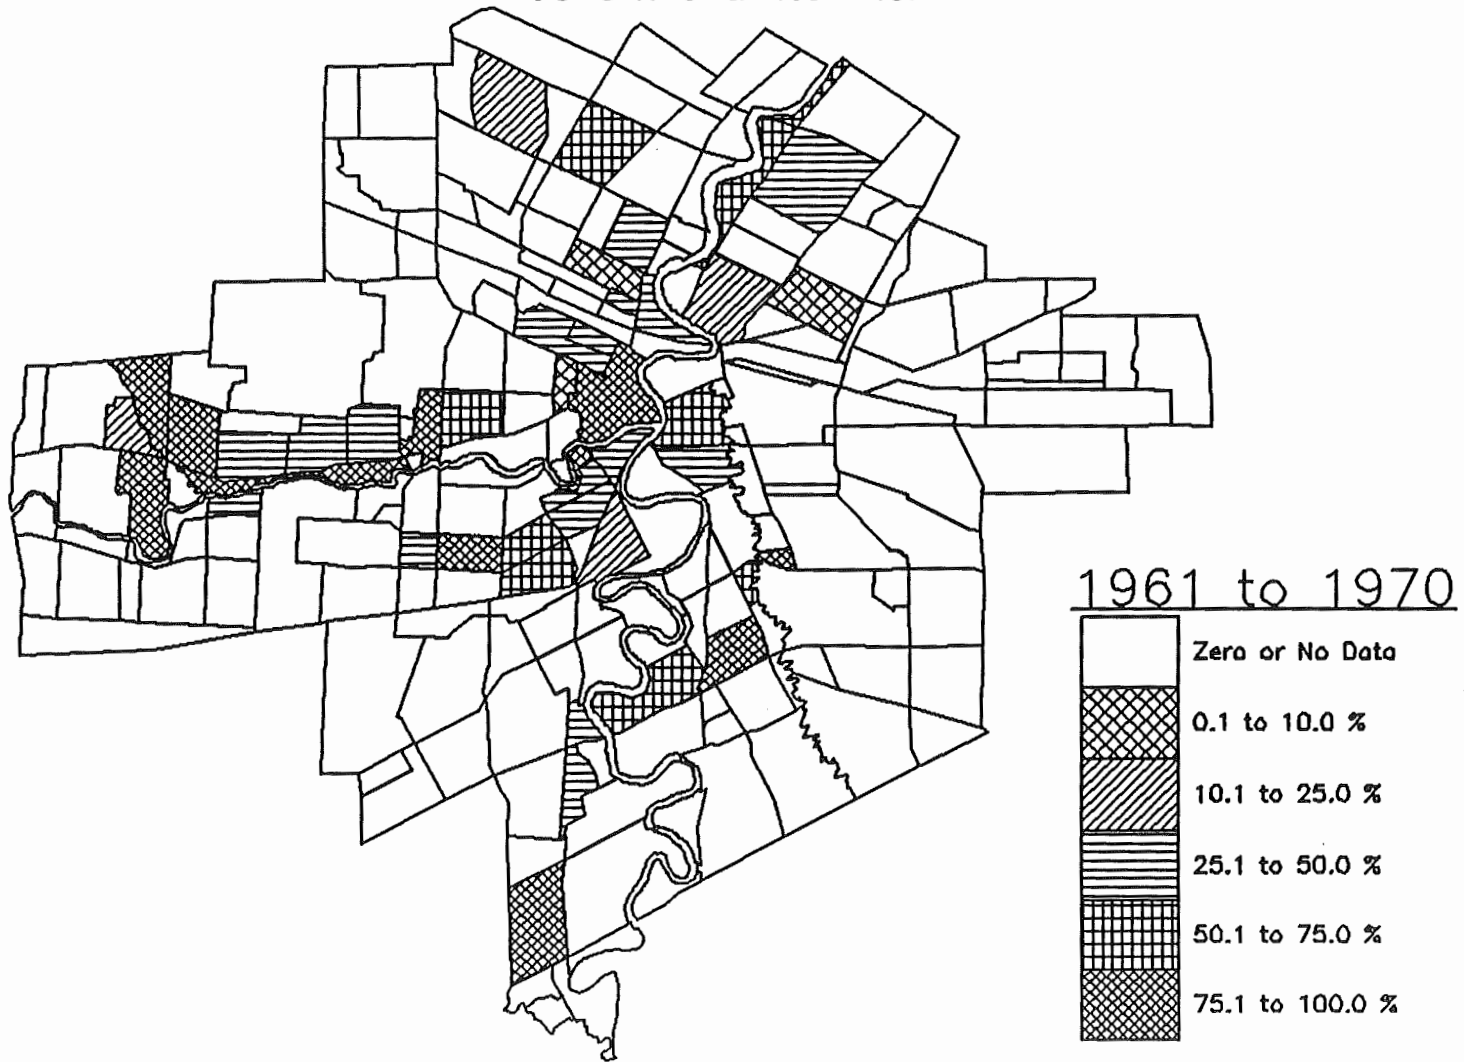 1961 to 1970
Zero or No Data
0.1 to 10.0 %
10.1 to 25.0 %
25.1 to 50.0 %
50.1 to 75.0 %
75.1 to 100.0 %